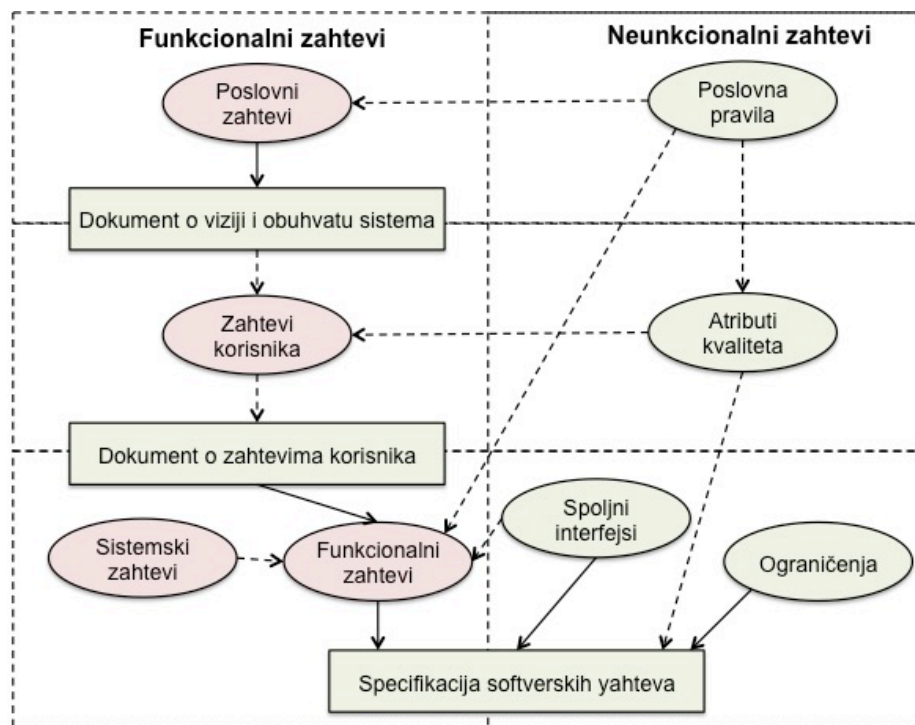 Funkcionalni zahtevi
Neunkcionalni zahtevi
Poslovni
zahtevi
Poslovna
pravila
Dokument o viziji i obuhvatu sistema
Zahtevi
korisnika
Atributi
kvaliteta
Dokument o zahtevima korisnika
Spoljni
interfejsi
Sistemski
zahtevi
Funkcionalni
zahtevi
Ograničenja
Specifikacija softverskih yahteva